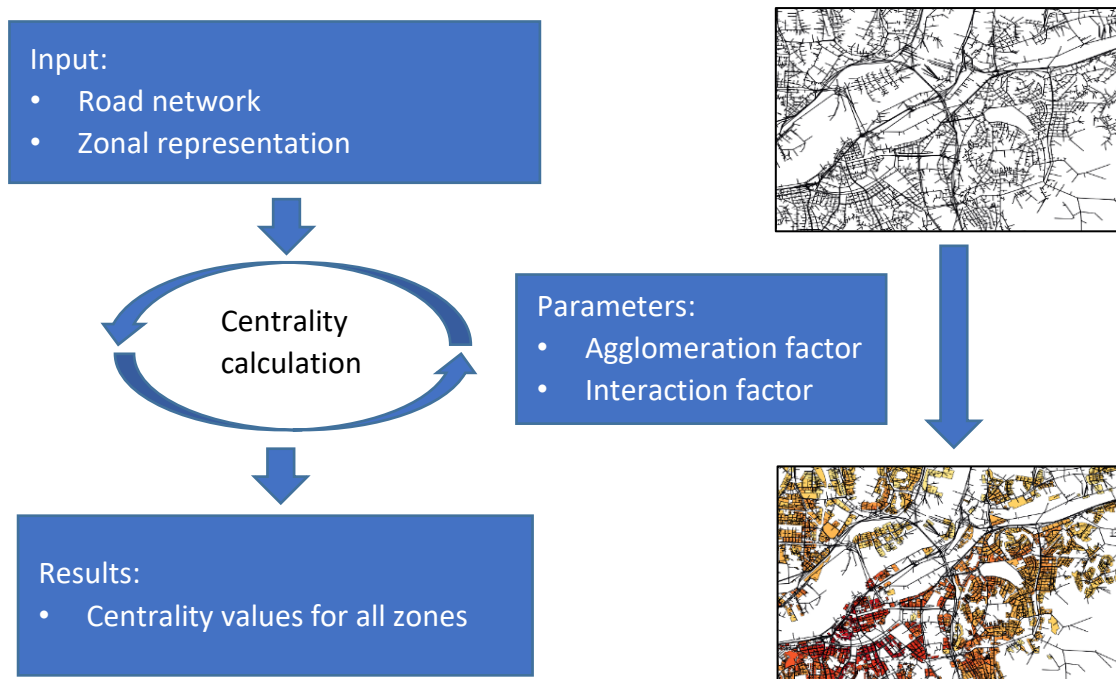 Input:
• Road network
• Zonal representation
Centrality
calculation
Parameters:
• Agglomeration factor
• Interaction factor
Results:
• Centrality values for all zones